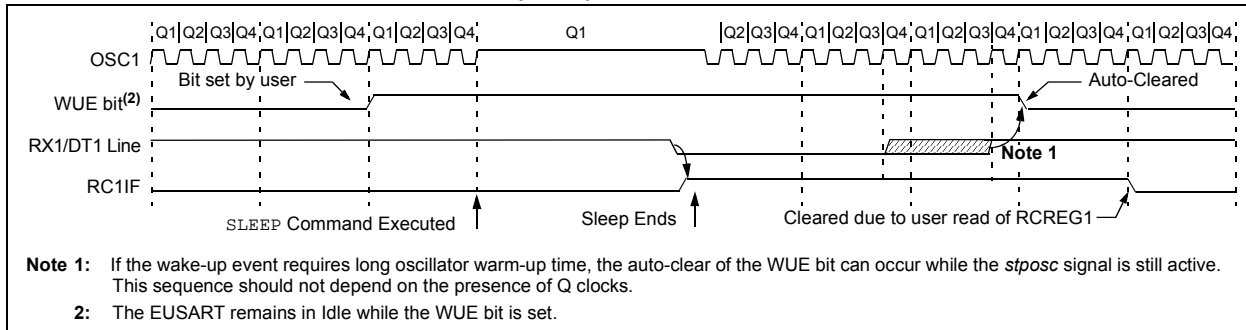 Q1 Q2 Q3 Q4 Q1 Q2 Q3 Q4 Q1 Q2 Q3 Q4 Q1 Q2 Q3 Q4 Q1 Q2 Q3 Q4 Q1 Q2 Q3 Q4 Q1 Q2 Q3 Q4 Q1 Q2 Q3 Q4
OSC1
Bit set by user
Auto-Cleared
WUE bit(2)
RX1/DT1 Line
Note 1
RC1IF
SLEEP Command Executed
Sleep Ends
Cleared due to user read of RCREG1
Note 1: If the wake-up event requires long oscillator warm-up time, the auto-clear of the WUE bit can occur while the stposc signal is still active.
This sequence should not depend on the presence of Q clocks.
2: The EUSART remains in Idle while the WUE bit is set.